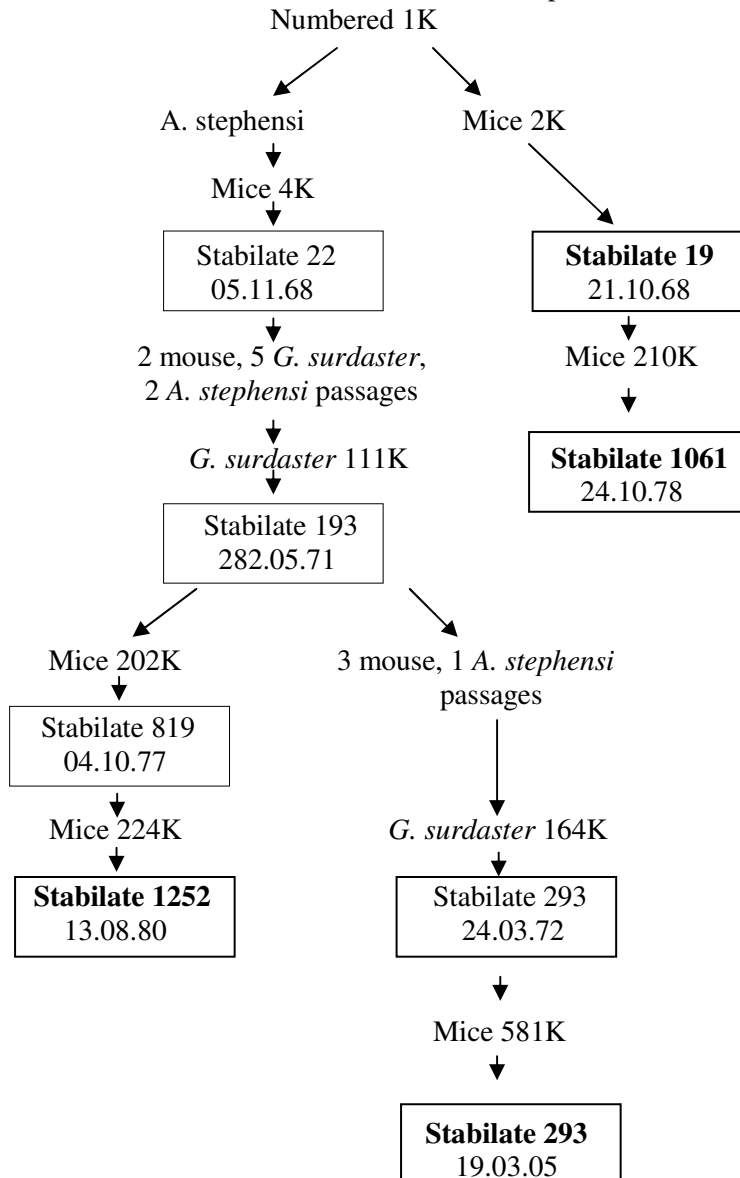 Numbered 1K
A. stephensi
Mice 2K
Mice 4K
Stabilate 22
05.11.68
Stabilate 19
21.10.68
2 mouse, 5 G. surdaster,
2 A. stephensi passages
Mice 210K
G. surdaster 111K
Stabilate 1061
24.10.78
Stabilate 193
282.05.71
Mice 202K
3 mouse, 1 A. stephensi
passages
Stabilate 819
04.10.77
Mice 224K
G. surdaster 164K
Stabilate 1252
13.08.80
Stabilate 293
24.03.72
Mice 581K
Stabilate 293
19.03.05